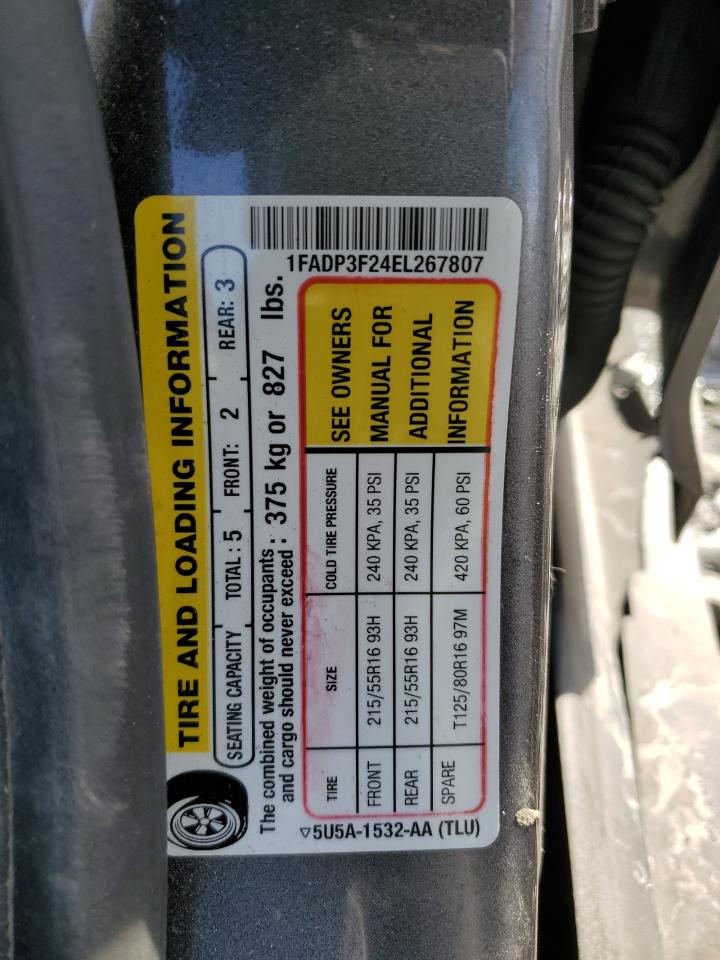 TIRE AND LOADING INFORMATION
SEATING CAPACITY TOTAL : 5 FRONT: 2 REAR: 3
The combined weight of occupants
and cargo should never exceed : 375 kg or 827 lbs.
1FADP3F24EL267807
TIRE SIZE COLD TIRE PRESSURE
FRONT 215/55R16 93H 240 KPA, 35 PSI
REAR 215/55R16 93H 240 KPA, 35 PSI
SPARE T125/80R16 97M 420 KPA, 60 PSI
SEE OWNERS
MANUAL FOR
ADDITIONAL
INFORMATION
▽5U5A-1532-AA (TLU)